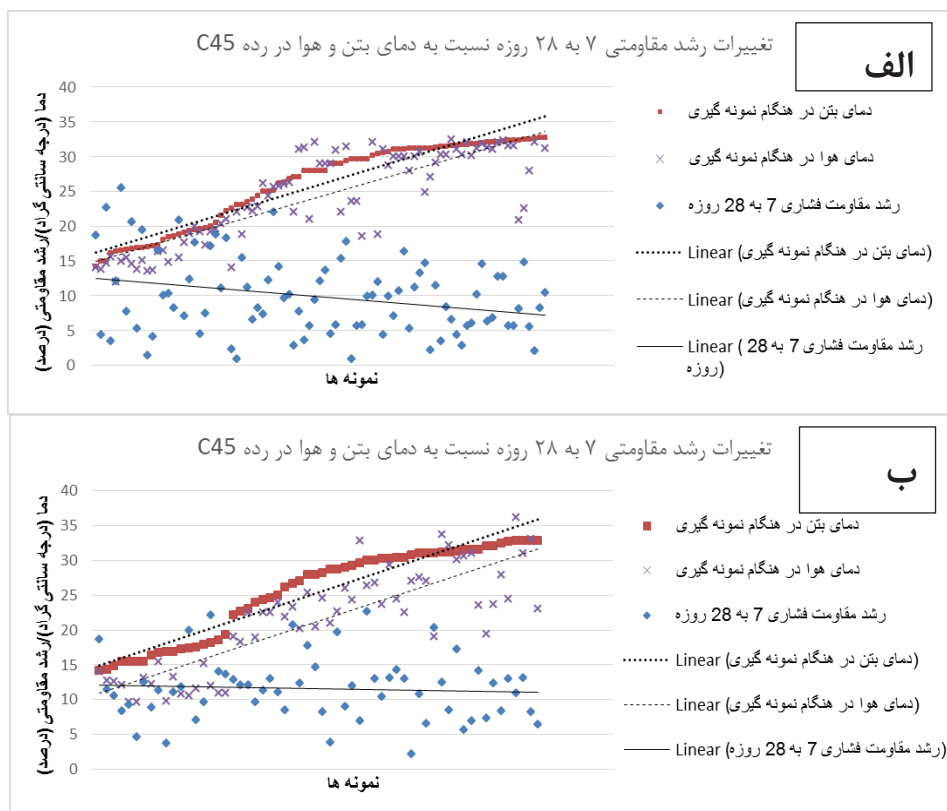 الف
تغییرات رشد مقاومتی ۷ به ۲۸ روزه نسبت به دمای بتن و هوا در رده C45
دما (درجه سانتی گراد)/رشد مقاومتی (درصد)
40
35
30
25
20
15
10
5
0
نمونه ها
دمای بتن در هنگام نمونه گیری
دمای هوا در هنگام نمونه گیری
رشد مقاومت فشاری 7 به 28 روزه
Linear (دمای بتن در هنگام نمونه گیری)
Linear (دمای هوا در هنگام نمونه گیری)
Linear ( رشد مقاومت فشاری 7 به 28
روزه)
ب
تغییرات رشد مقاومتی ۷ به ۲۸ روزه نسبت به دمای بتن و هوا در رده C45
دما (درجه سانتی گراد)/رشد مقاومتی (درصد)
40
35
30
25
20
15
10
5
0
نمونه ها
دمای بتن در هنگام نمونه گیری
دمای هوا در هنگام نمونه گیری
رشد مقاومت فشاری 7 به 28 روزه
Linear (دمای بتن در هنگام نمونه گیری)
Linear (دمای هوا در هنگام نمونه گیری)
Linear (رشد مقاومت فشاری 7 به 28 روزه)